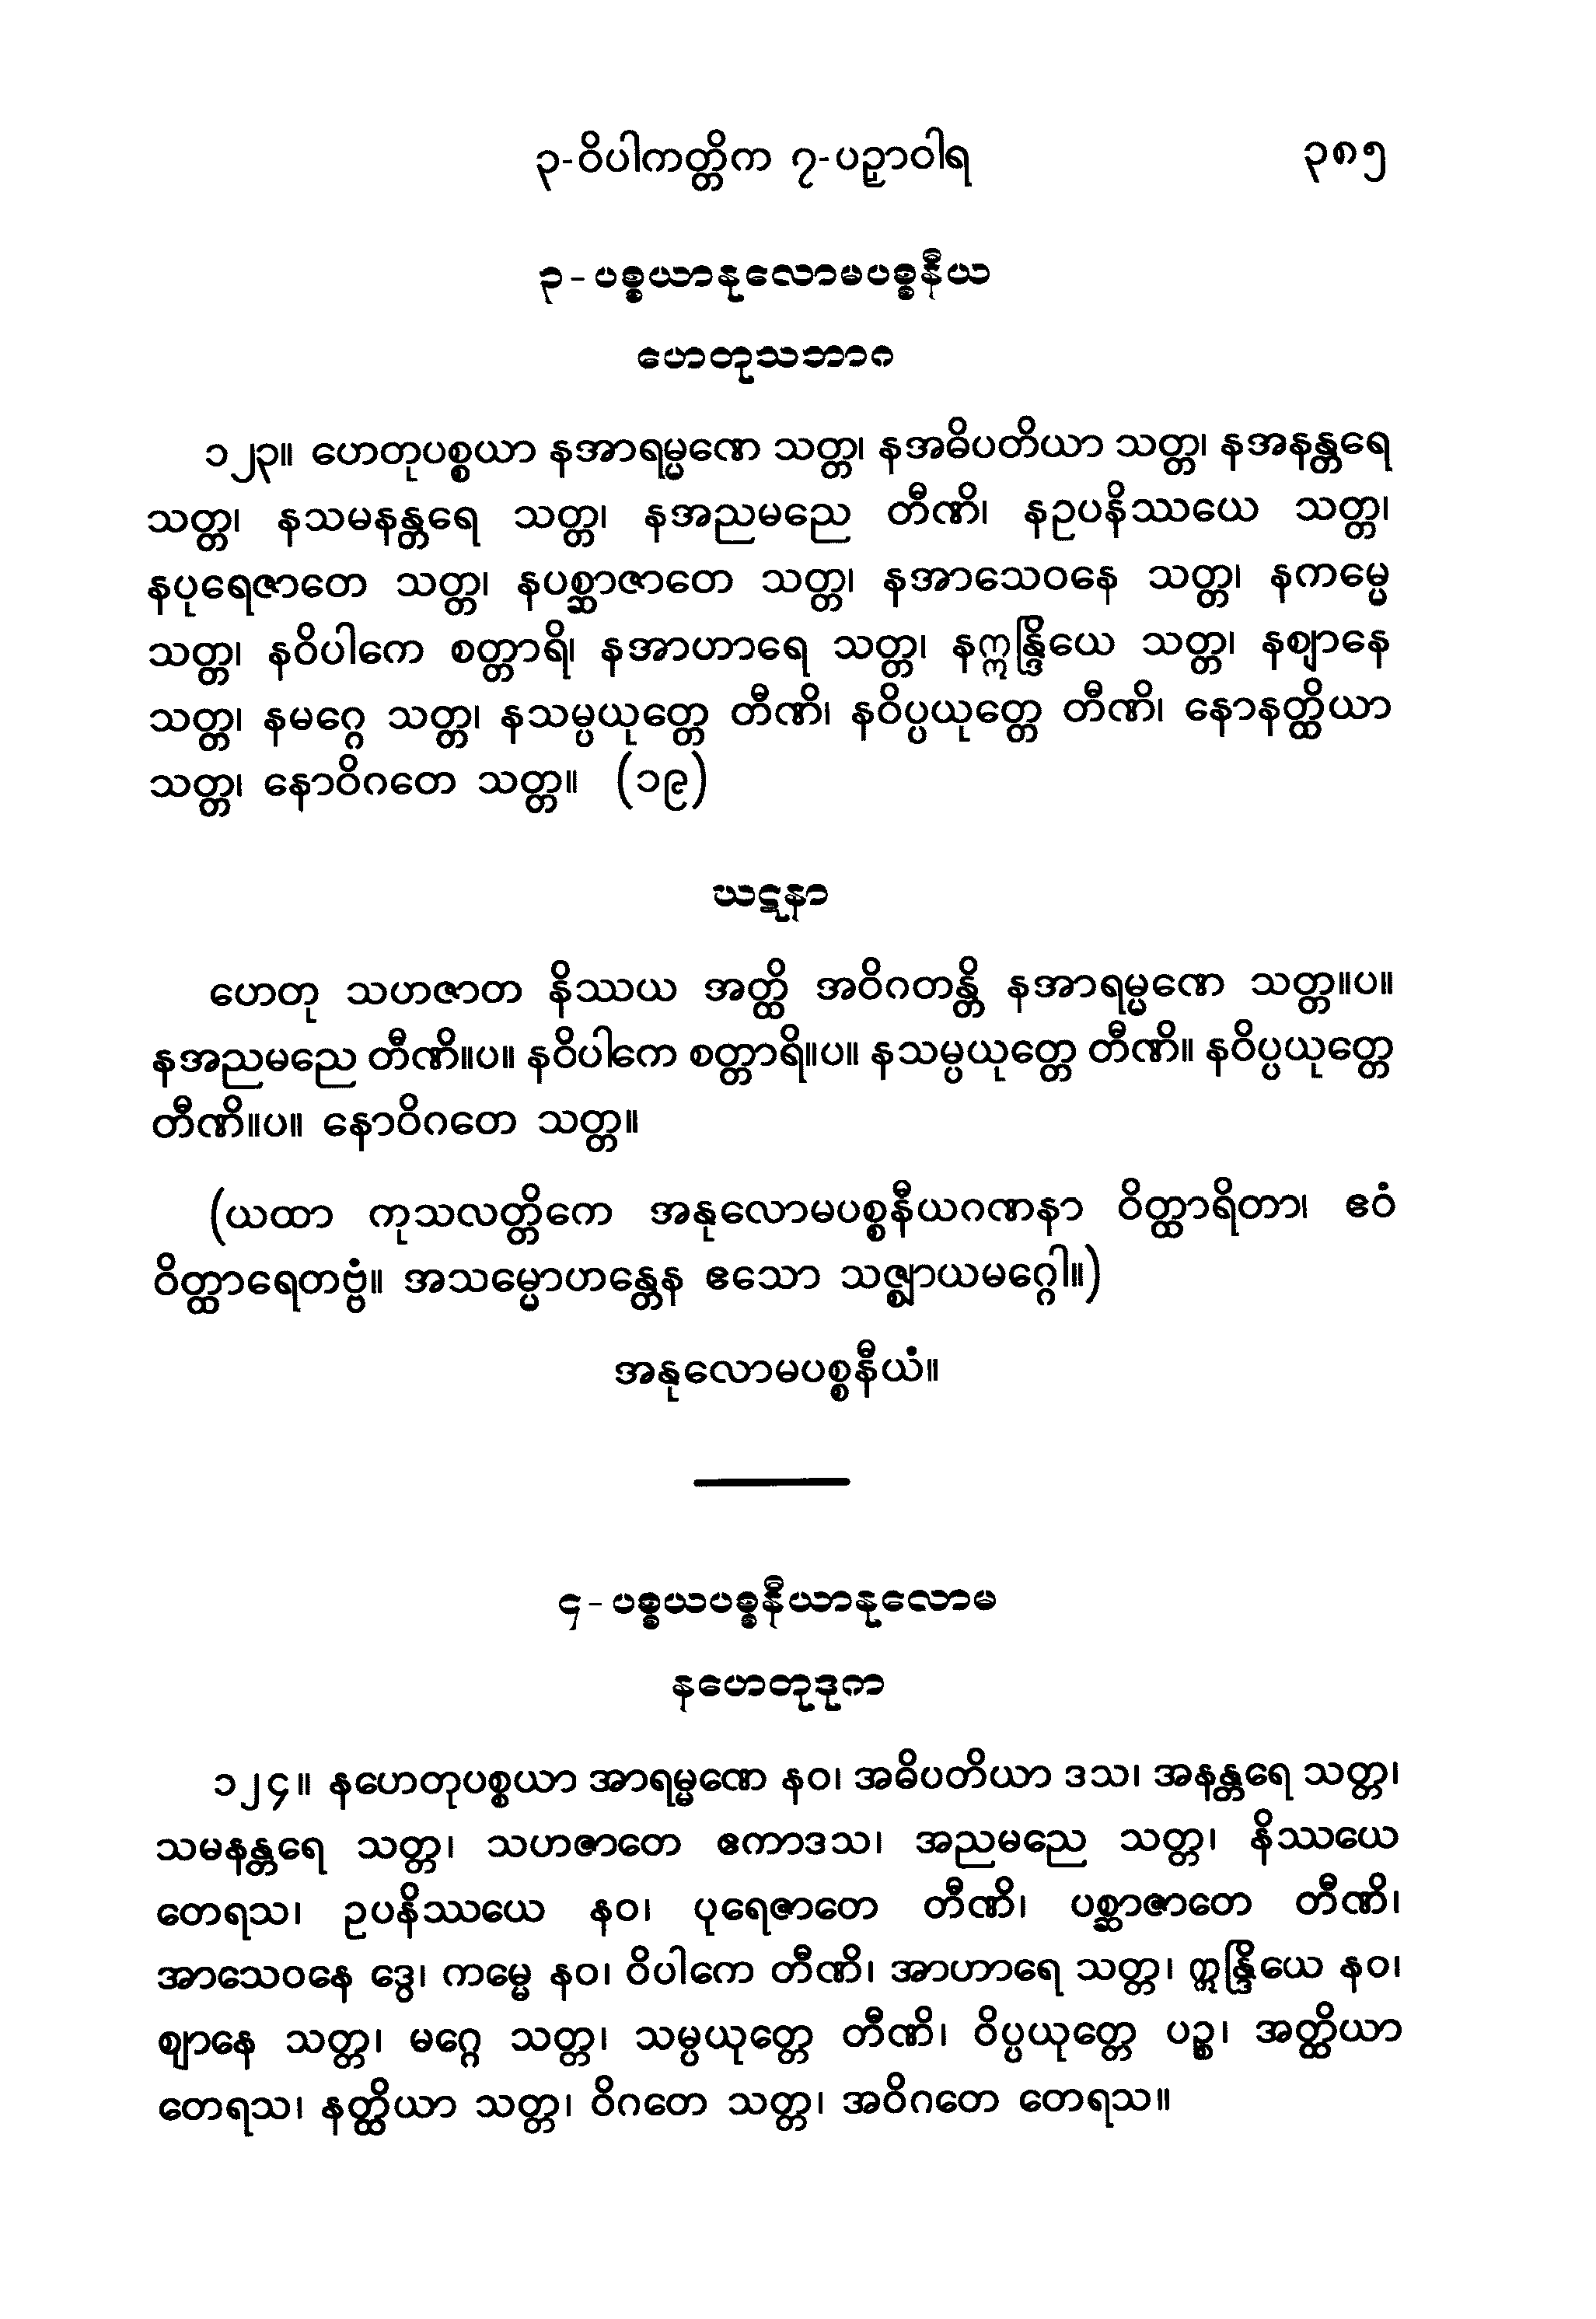 ၃-ဝိပါကတ္တိက ၇-ပဉှာဝါရ ၃၈၅
၃-ပစ္စယာနုလောမပစ္စနီယ
ဟေတုသဘာဂ
၁၂၃။ ဟေတုပစ္စယာ နအာရမ္မဏေ သတ္တ၊ နအဓိပတိယာ သတ္တ၊ နအနန္တရေ
သတ္တ၊ နသမနန္တရေ သတ္တ၊ နအညမညေ တီဏိ၊ နဥပနိဿယေ သတ္တ၊
နပုရေဇာတေ သတ္တ၊ နပစ္ဆာဇာတေ သတ္တ၊ နအာသေဝနေ သတ္တ၊ နကမ္မေ
သတ္တ၊ နဝိပါကေ စတ္တာရိ၊ နအာဟာရေ သတ္တ၊ နဣန္ဒြိယေ သတ္တ၊ နဈာနေ
သတ္တ၊ နမဂ္ဂေ သတ္တ၊ နသမ္ပယုတ္တေ တီဏိ၊ နဝိပ္ပယုတ္တေ တီဏိ၊ နောနတ္ထိယာ
သတ္တ၊ နောဝိဂတေ သတ္တ။ (၁၉)
ဃဋနာ
ဟေတု သဟဇာတ နိဿယ အတ္ထိ အဝိဂတန္တိ နအာရမ္မဏေ သတ္တ။ပ။
နအညမညေ တီဏိ။ပ။ နဝိပါကေ စတ္တာရိ။ပ။ နသမ္ပယုတ္တေ တီဏိ။ နဝိပ္ပယုတ္တေ
တီဏိ။ပ။ နောဝိဂတေ သတ္တ။
(ယထာ ကုသလတ္တိကေ အနုလောမပစ္စနီယဂဏနာ ဝိတ္ထာရိတာ၊ ဧဝံ
ဝိတ္ထာရေတဗ္ဗံ။ အသမ္မောဟန္တေန ဧသော သဇ္ဈာယမဂ္ဂေါ။)
အနုလောမပစ္စနီယံ။
၄-ပစ္စယပစ္စနီယာနုလောမ
နဟေတုဒုက
၁၂၄။ နဟေတုပစ္စယာ အာရမ္မဏေ နဝ၊ အဓိပတိယာ ဒသ၊ အနန္တရေ သတ္တ၊
သမနန္တရေ သတ္တ၊ သဟဇာတေ ဧကာဒသ၊ အညမညေ သတ္တ၊ နိဿယေ
တေရသ၊ ဥပနိဿယေ နဝ၊ ပုရေဇာတေ တီဏိ၊ ပစ္ဆာဇာတေ တီဏိ၊
အာသေဝနေ ဒွေ၊ ကမ္မေ နဝ၊ ဝိပါကေ တီဏိ၊ အာဟာရေ သတ္တ၊ ဣန္ဒြိယေ နဝ၊
ဈာနေ သတ္တ၊ မဂ္ဂေ သတ္တ၊ သမ္ပယုတ္တေ တီဏိ၊ ဝိပ္ပယုတ္တေ ပဉ္စ၊ အတ္ထိယာ
တေရသ၊ နတ္ထိယာ သတ္တ၊ ဝိဂတေ သတ္တ၊ အဝိဂတေ တေရသ။